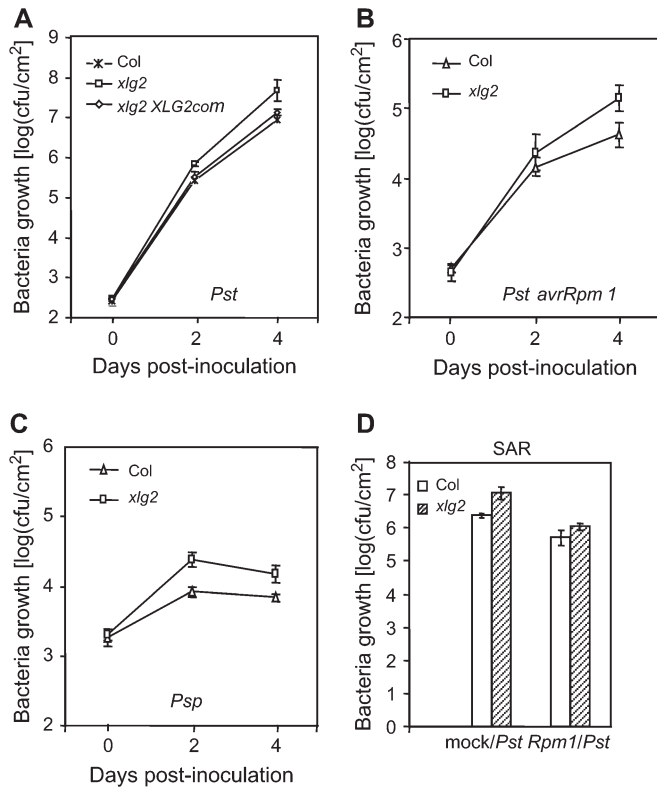 A
Bacteria growth [log(cfu/cm2]
9
8
7
6
5
4
3
2
Col
xlg2
xlg2 XLG2com
Pst
0 2 4
Days post-inoculation
B
Bacteria growth [log(cfu/cm2]
6
5
4
3
2
Col
xlg2
Pst avrRpm 1
0 2 4
Days post-inoculation
C
Bacteria growth [log(cfu/cm2]
6
5
4
3
2
Col
xlg2
Psp
0 2 4
Days post-inoculation
D
SAR
Bacteria growth [log(cfu/cm2]
8
7
6
5
4
3
2
1
0
Col
xlg2
mock/Pst Rpm1/Pst